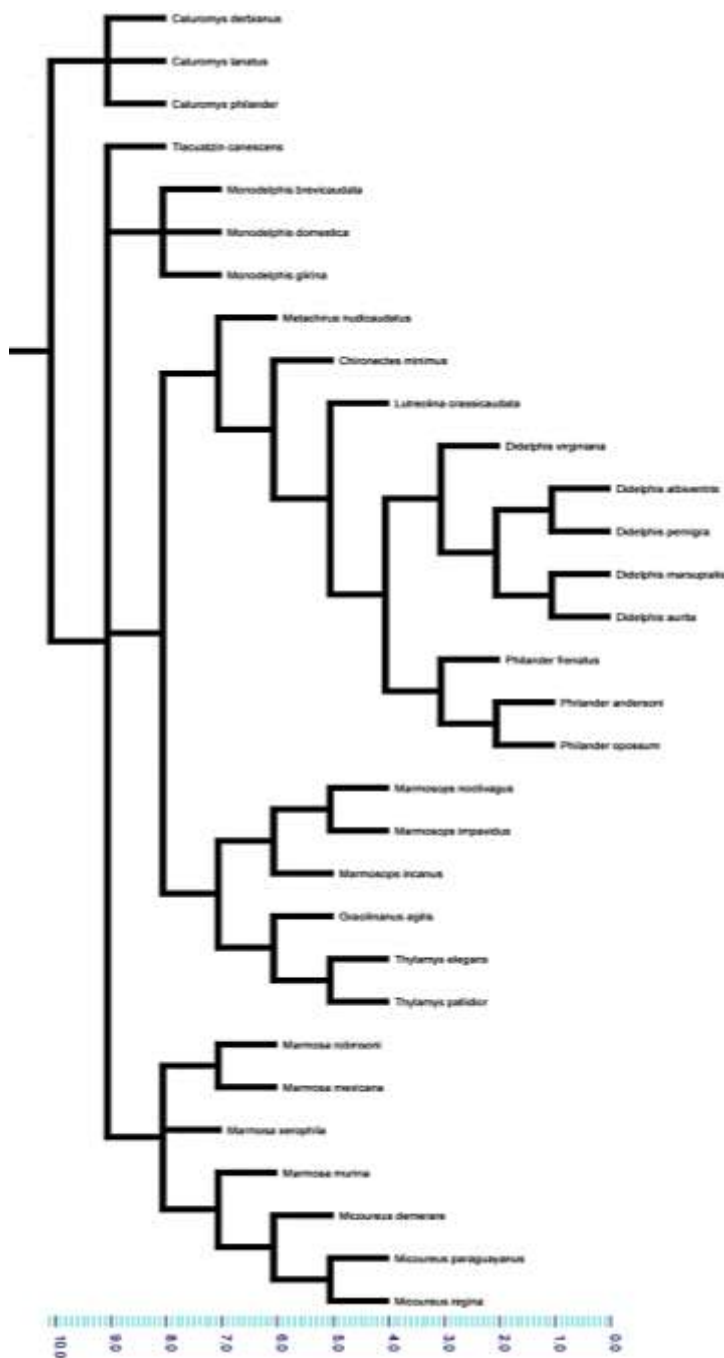 Caluromys derbianus
Caluromys lanatus
Caluromys philander
Tlacuatzin canescens
Monodelphis brevicaudata
Monodelphis domestica
Monodelphis
Metachirus nudicaudatus
Chironectes minimus
Lutreolina crassicaudata
Didelphis virginiana
Didelphis albiventris
Didelphis pernigra
Didelphis marsupialis
Didelphis aurita
Philander frenatus
Philander andersoni
Philander opossum
Marmosops noctivagus
Marmosops impavidus
Marmosops incanus
Gracilinanus agilis
Thylamys elegans
Thylamys pallidior
Marmosa robinsoni
Marmosa mexicana
Marmosa xerophila
Marmosa murina
Micoureus demerare
Micoureus paraguayanus
Micoureus regina
10.0 9.0 8.0 7.0 6.0 5.0 4.0 3.0 2.0 1.0 0.0